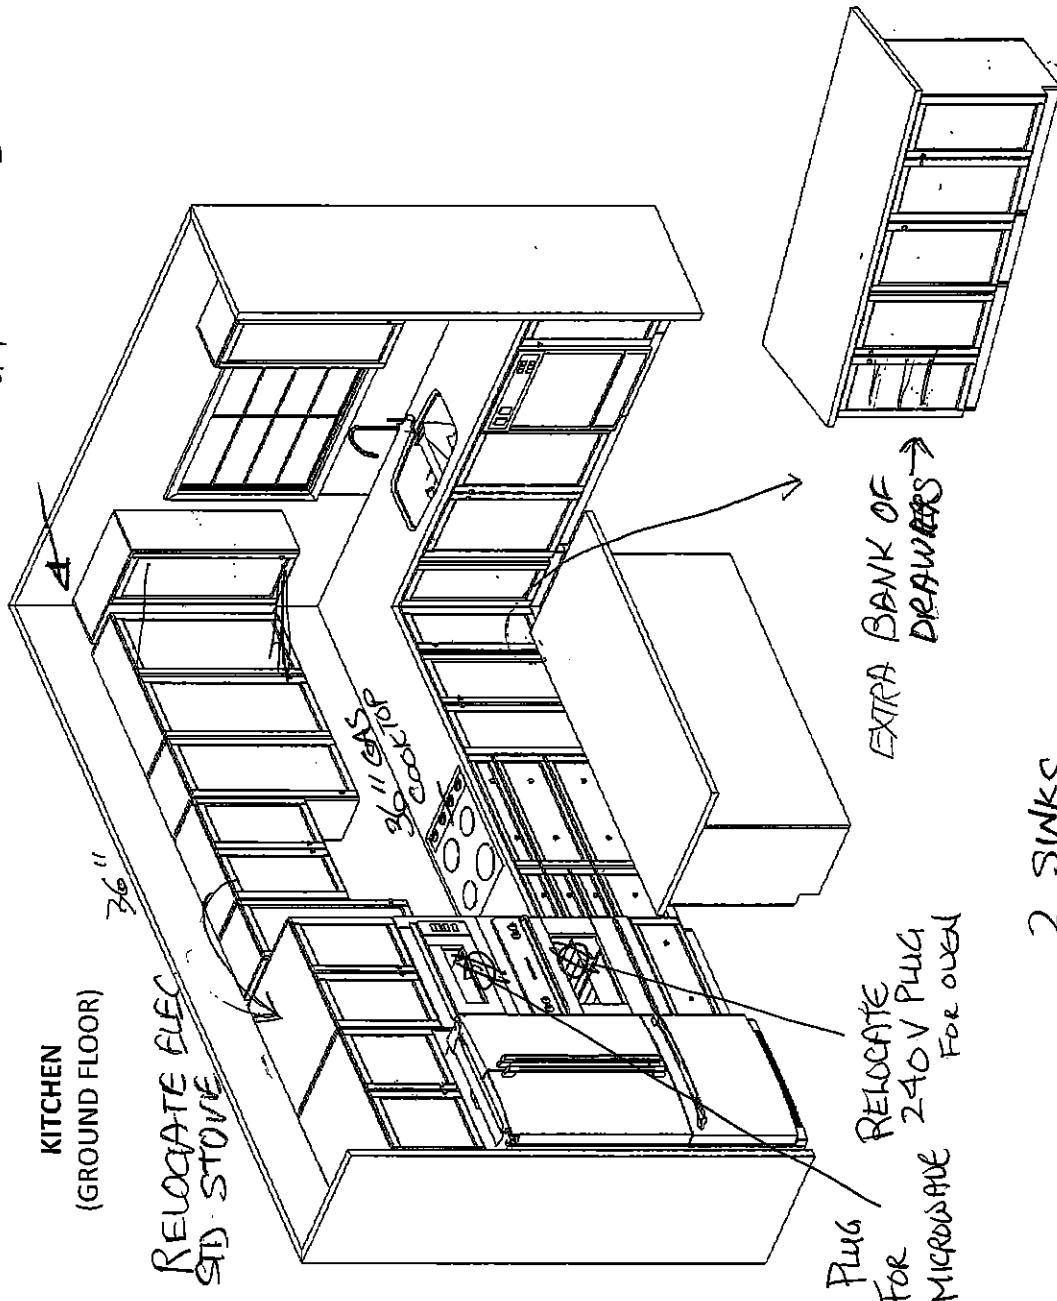 KITCHEN
(GROUND FLOOR)
RELOCATE ELEC
STD. STOVE
36"
36" GAS
COOKTOP
EXTRA BANK OF
DRAWERS
PLUG
FOR
MICROWAVE
RELOCATE
240V PLUG
FOR OVEN
2 SINKS